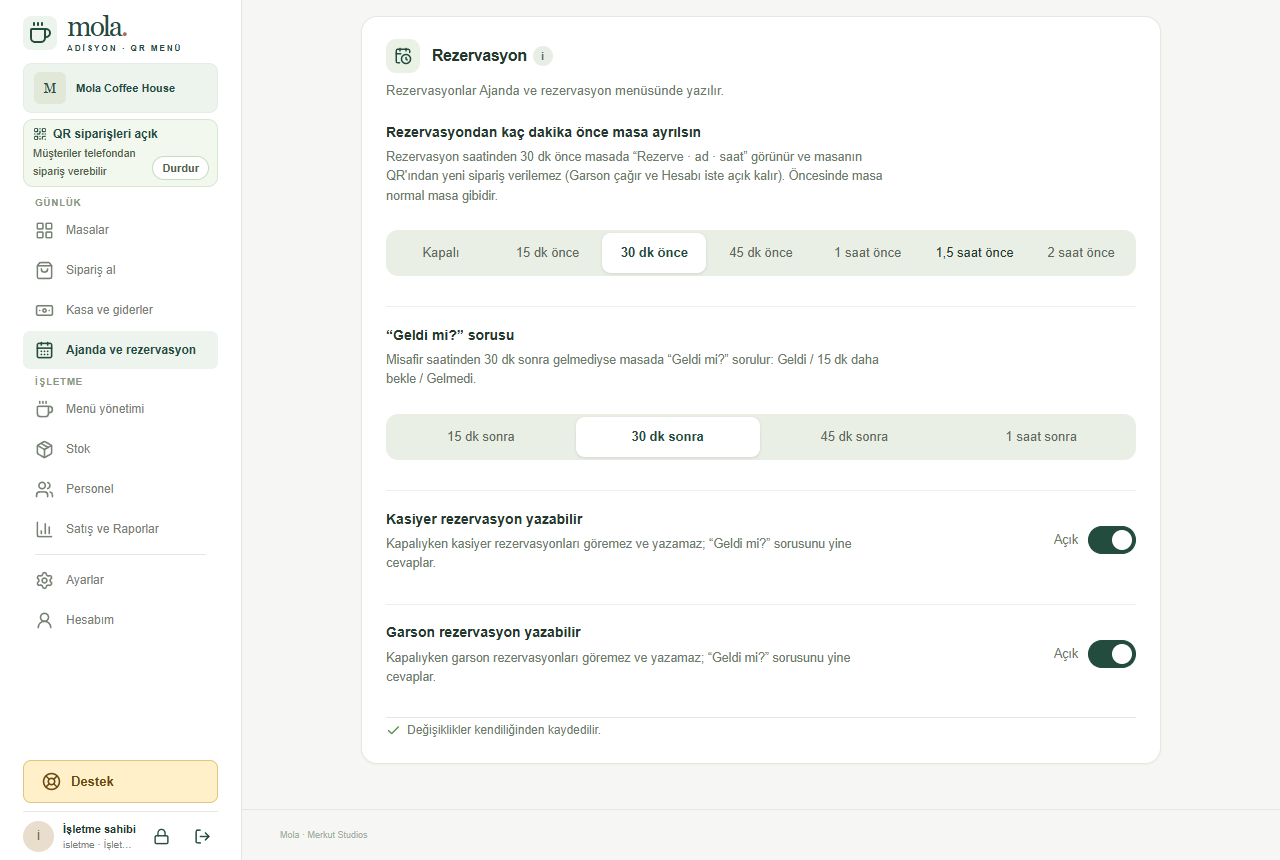 mola.
ADİSYON · QR MENÜ
M
Mola Coffee House
QR siparişleri açık
Müşteriler telefondan
sipariş verebilir
Durdur
GÜNLÜK
Masalar
Sipariş al
Kasa ve giderler
Ajanda ve rezervasyon
İŞLETME
Menü yönetimi
Stok
Personel
Satış ve Raporlar
Ayarlar
Hesabım
Destek
İ
İşletme sahibi
isletme · İşlet…
Rezervasyon
i
Rezervasyonlar Ajanda ve rezervasyon menüsünde yazılır.
Rezervasyondan kaç dakika önce masa ayrılsın
Rezervasyon saatinden 30 dk önce masada “Rezerve · ad · saat” görünür ve masanın
QR'ından yeni sipariş verilemez (Garson çağır ve Hesabı iste açık kalır). Öncesinde masa
normal masa gibidir.
Kapalı
15 dk önce
30 dk önce
45 dk önce
1 saat önce
1,5 saat önce
2 saat önce
“Geldi mi?” sorusu
Misafir saatinden 30 dk sonra gelmediyse masada “Geldi mi?” sorulur: Geldi / 15 dk daha
bekle / Gelmedi.
15 dk sonra
30 dk sonra
45 dk sonra
1 saat sonra
Kasiyer rezervasyon yazabilir
Kapalıyken kasiyer rezervasyonları göremez ve yazamaz; “Geldi mi?” sorusunu yine
cevaplar.
Açık
Garson rezervasyon yazabilir
Kapalıyken garson rezervasyonları göremez ve yazamaz; “Geldi mi?” sorusunu yine
cevaplar.
Açık
Değişiklikler kendiliğinden kaydedilir.
Mola · Merkut Studios